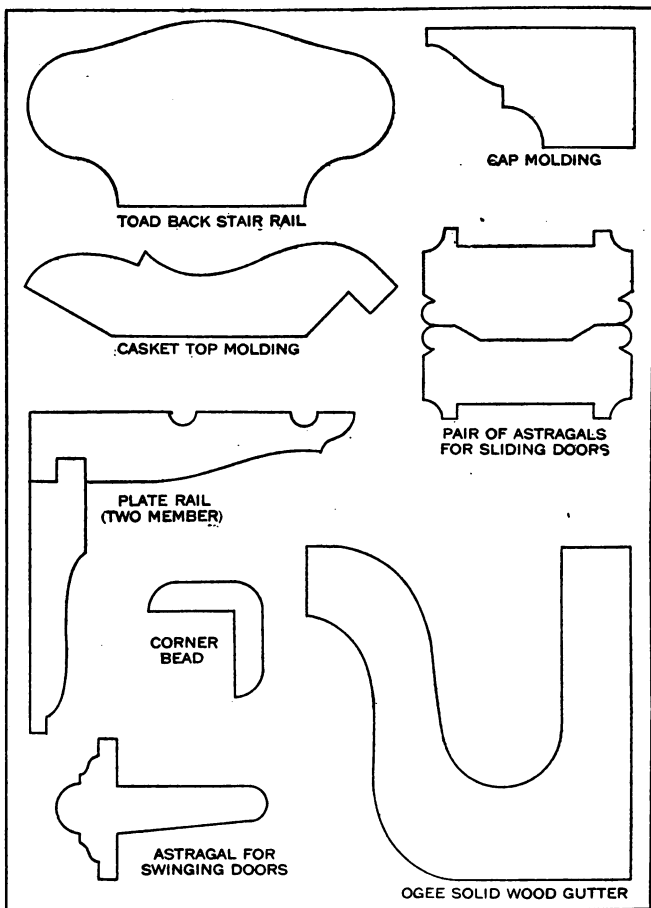 TOAD BACK STAIR RAIL
CAP MOLDING
CASKET TOP MOLDING
PAIR OF ASTRAGALS
FOR SLIDING DOORS
PLATE RAIL
(TWO MEMBER)
CORNER
BEAD
ASTRAGAL FOR
SWINGING DOORS
OGEE SOLID WOOD GUTTER